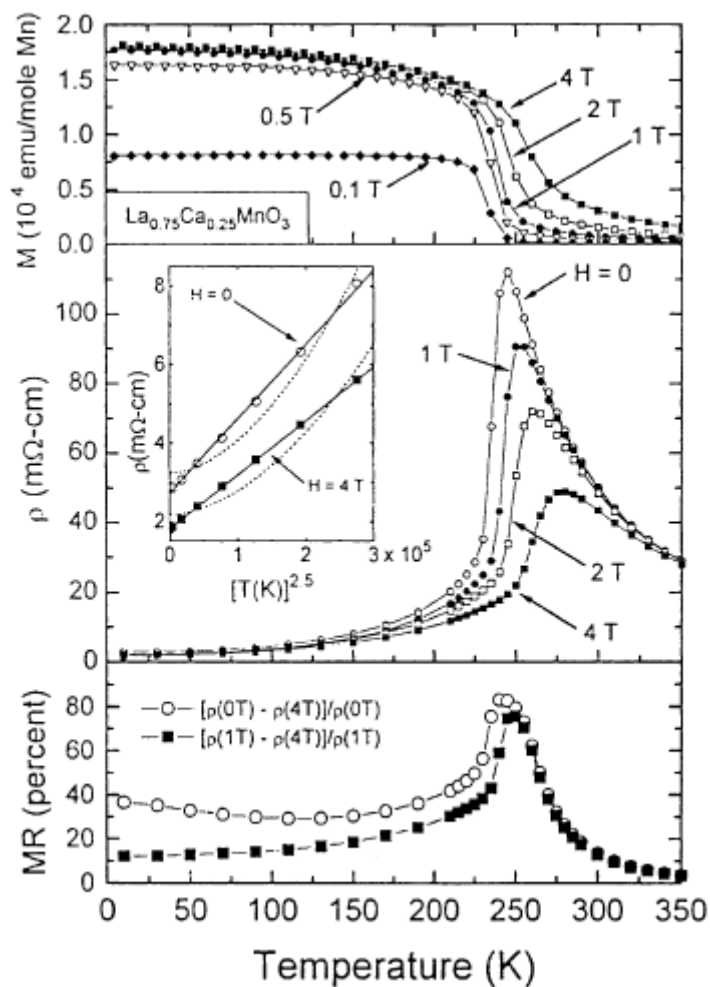 2.0
1.5
1.0
0.5
0.0
M (10⁴ emu/mole Mn)
4 T
2 T
1 T
0.5 T
0.1 T
La₀.₇₅Ca₀.₂₅MnO₃
100
80
60
40
20
0
ρ (mΩ-cm)
H = 0
1 T
2 T
4 T
8
6
4
2
ρ(mΩ-cm)
H = 0
H = 4 T
0 1 2 3 x 10⁵
[T(K)]²·⁵
80
60
40
20
0
MR (percent)
[ρ(0T) - ρ(4T)]/ρ(0T)
[ρ(1T) - ρ(4T)]/ρ(1T)
0 50 100 150 200 250 300 350
Temperature (K)